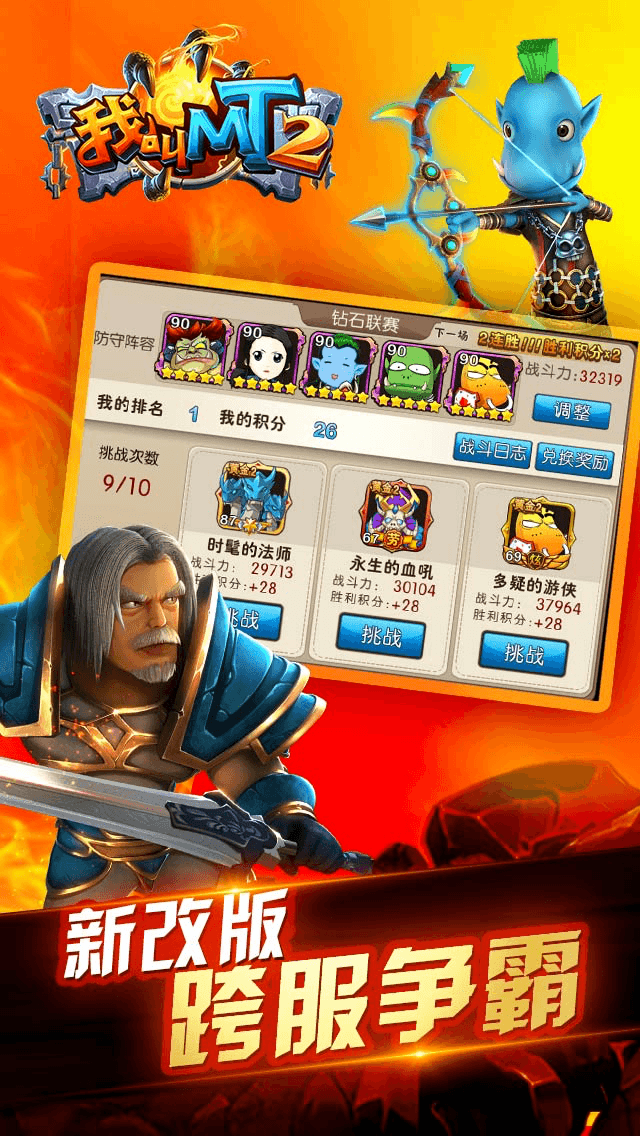 我叫MT2
钻石联赛
下一场 2连胜!!!胜利积分x2
防守阵容
90
90
90
90
90
战斗力:32319
调整
我的排名 1 我的积分 26
战斗日志
兑换奖励
挑战次数
9/10
黄金2
87
时髦的法师
战斗力: 29713
胜利积分:+28
挑战
黄金2
67
劳
永生的血吼
战斗力: 30104
胜利积分:+28
挑战
黄金2
69
多疑的游侠
战斗力: 37964
胜利积分:+28
挑战
新改版
跨服争霸